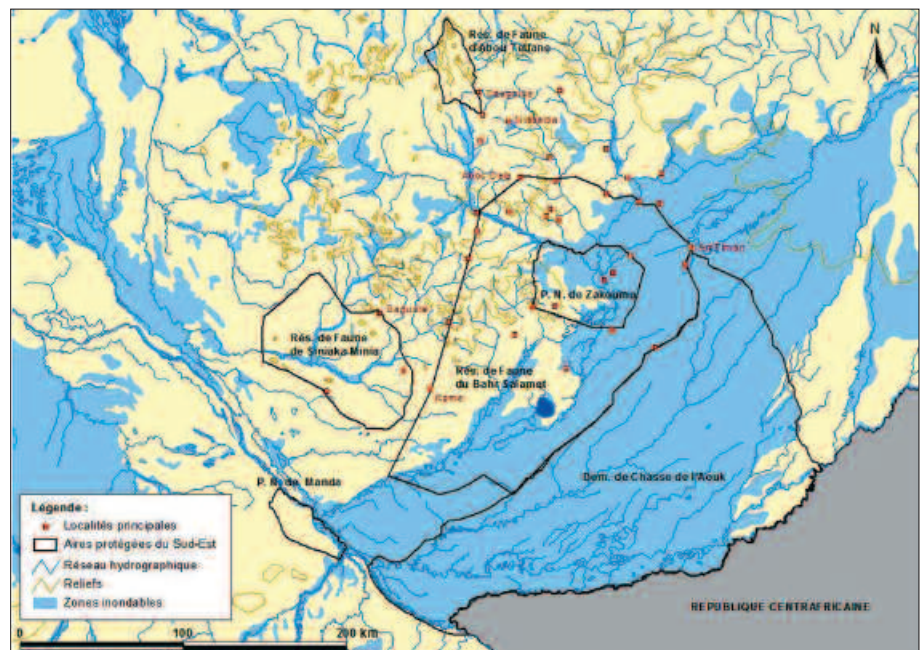 Rés. de Faune
d'Abou Telfane
N
Am Timan
P. N. de Zakouma
Rés. de Faune
de Siniaka Minia
Rés. de Faune
du Bahr Salamat
P. N. de Manda
Dom. de Chasse de l'Aouk
Légende :
Localités principales
Aires protégées du Sud-Est
Réseau hydrographique
Reliefs
Zones inondables
REPUBLIQUE CENTRAFRICAINE
0 100 200 km